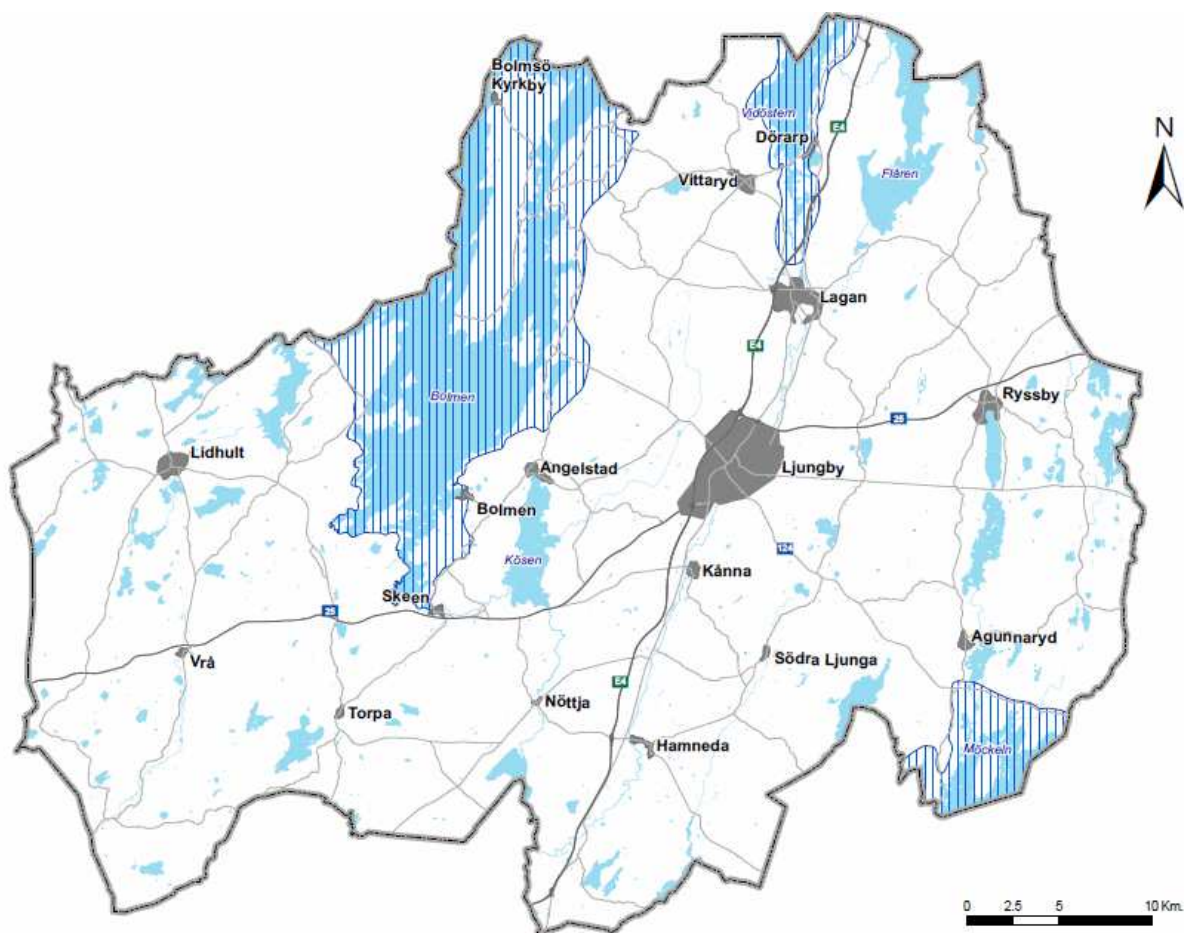 Bolmsö
Kyrkby
Vidöstern
E4
Dörarp
N
Vittaryd
Flåren
Lagan
E4
Bolmen
Ryssby
25
Lidhult
Angelstad
Ljungby
Bolmen
124
Kösen
Kånna
Skeen
25
Agunnaryd
Vrå
Södra Ljunga
E4
Nöttja
Torpa
Hamneda
Möckeln
0 2.5 5 10 Km.